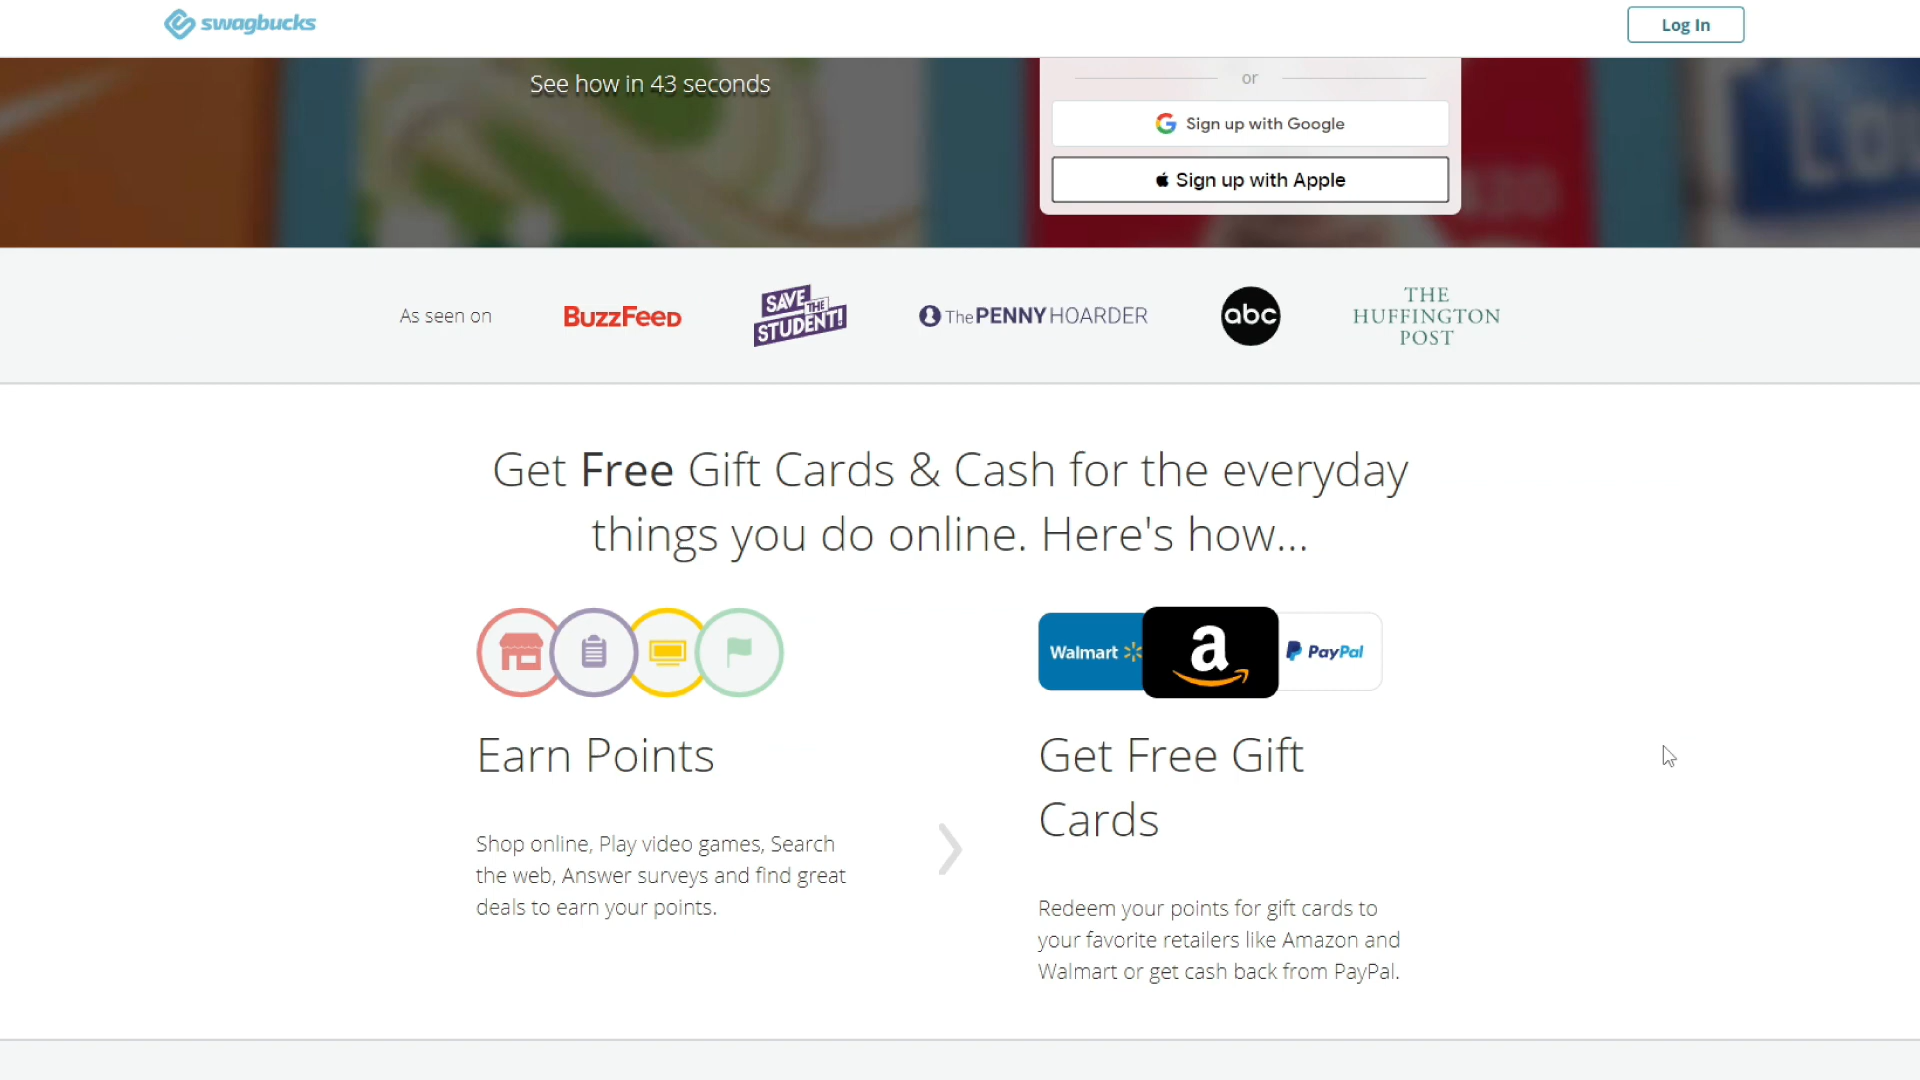 swagbucks
Log In
See how in 43 seconds
or
Sign up with Google
Sign up with Apple
As seen on
BuzzFeed
SAVE THE STUDENT!
The PENNY HOARDER
abc
THE
HUFFINGTON
POST
Get Free Gift Cards & Cash for the everyday
things you do online. Here's how...
Walmart
a
PayPal
Earn Points
Get Free Gift
Cards
Shop online, Play video games, Search
the web, Answer surveys and find great
deals to earn your points.
Redeem your points for gift cards to
your favorite retailers like Amazon and
Walmart or get cash back from PayPal.